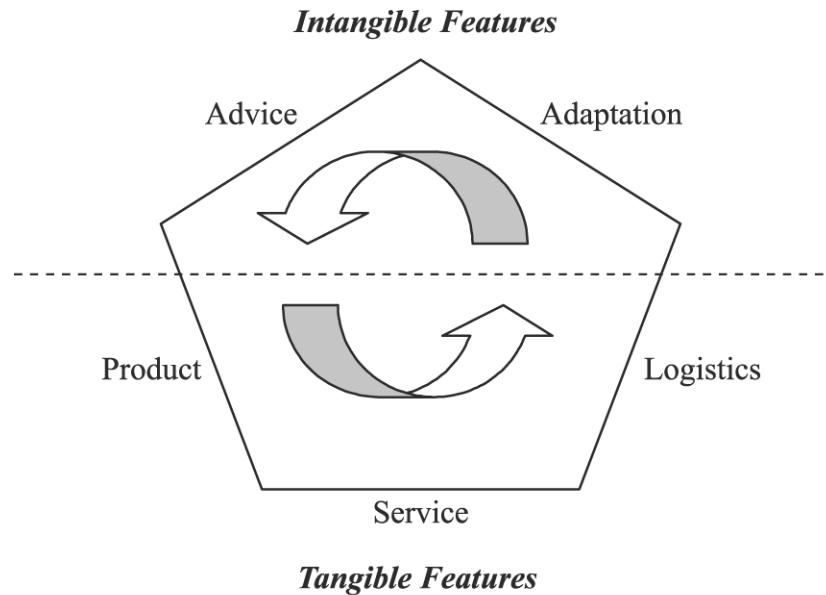 Intangible Features
Advice
Adaptation
Product
Logistics
Service
Tangible Features